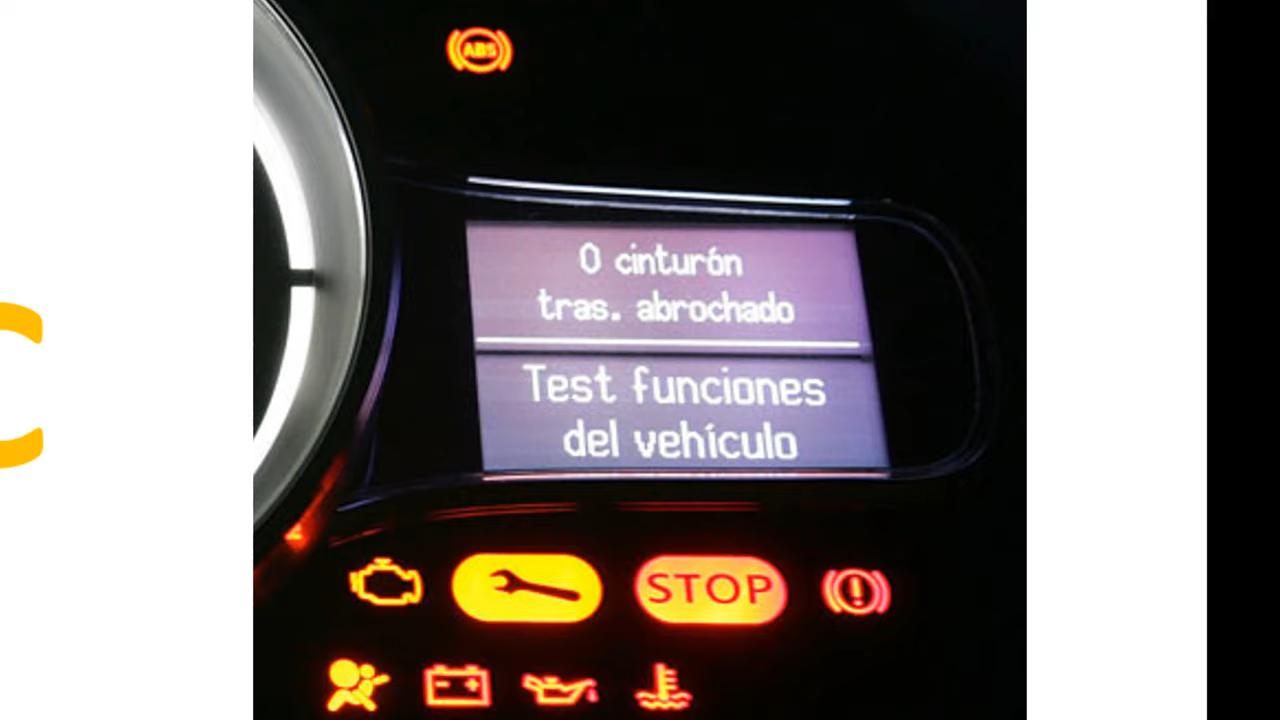 ABS
0 cinturón
tras. abrochado
Test funciones
del vehículo
STOP